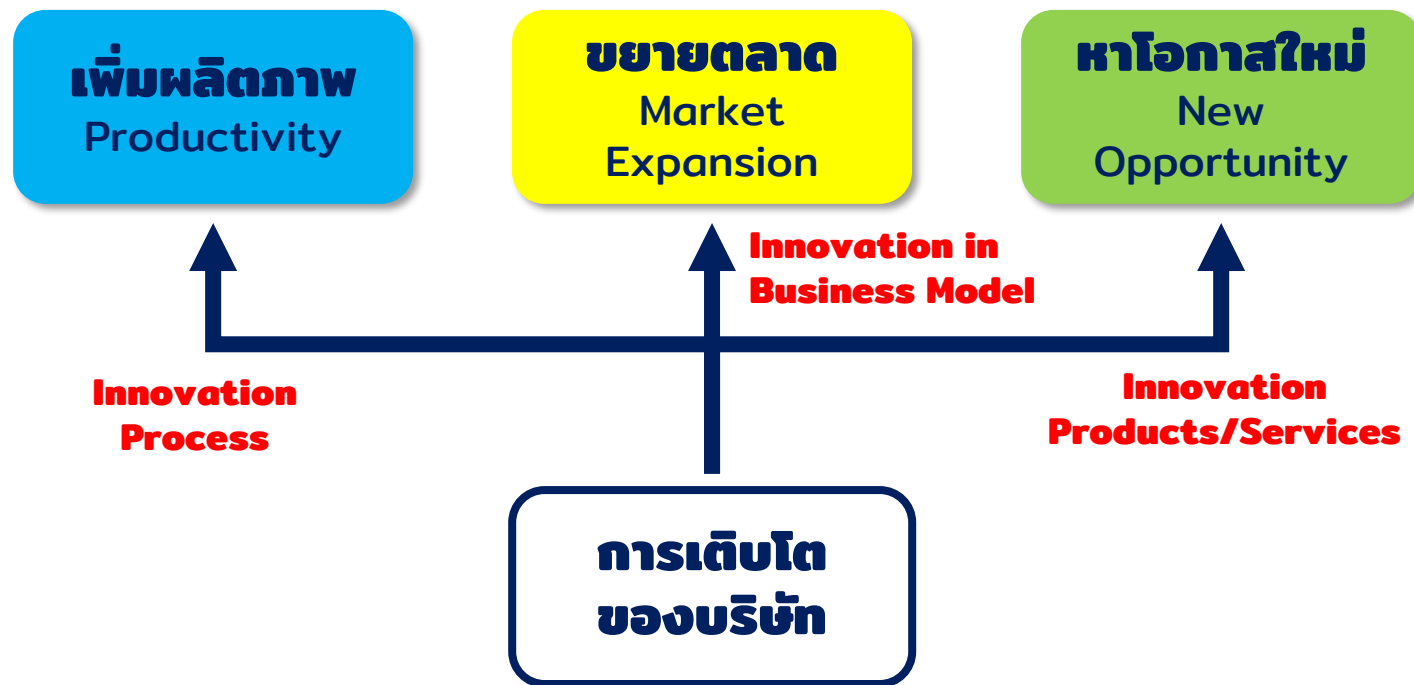 เพิ่มผลิตภาพ
Productivity
ขยายตลาด
Market
Expansion
หาโอกาสใหม่
New
Opportunity
Innovation in
Business Model
Innovation
Process
Innovation
Products/Services
การเติบโต
ของบริษัท